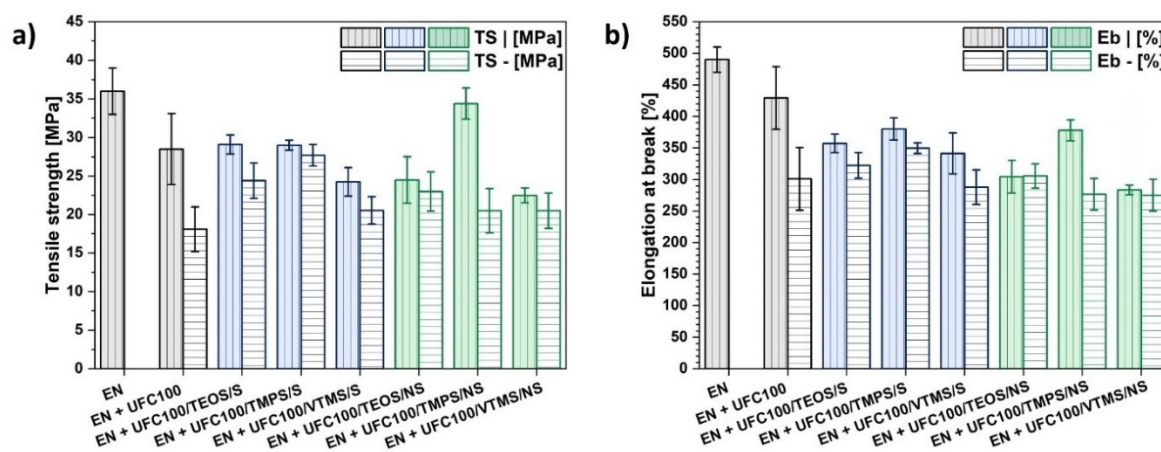 a)
Tensile strength [MPa]
45
40
35
30
25
20
15
10
5
0
TS | [MPa]
TS - [MPa]
EN
EN + UFC100
EN + UFC100/TEOS/S
EN + UFC100/TMPS/S
EN + UFC100/VTMS/S
EN + UFC100/TEOS/NS
EN + UFC100/TMPS/NS
EN + UFC100/VTMS/NS
b)
Elongation at break [%]
550
500
450
400
350
300
250
200
150
100
50
0
Eb | [%]
Eb - [%]
EN
EN + UFC100
EN + UFC100/TEOS/S
EN + UFC100/TMPS/S
EN + UFC100/VTMS/S
EN + UFC100/TEOS/NS
EN + UFC100/TMPS/NS
EN + UFC100/VTMS/NS